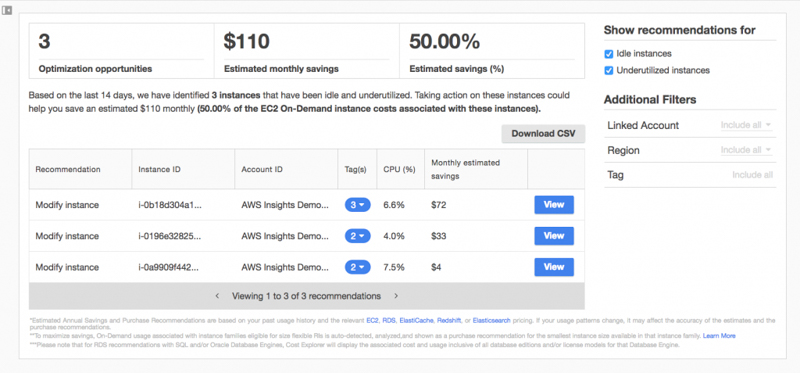 3
Optimization opportunities
$110
Estimated monthly savings
50.00%
Estimated savings (%)
Based on the last 14 days, we have identified 3 instances that have been idle and underutilized. Taking action on these instances could
help you save an estimated $110 monthly (50.00% of the EC2 On-Demand instance costs associated with these instances).
Download CSV
Recommendation Instance ID Account ID Tag(s) CPU (%) Monthly estimated savings
Modify instance i-0b18d304a1... AWS Insights Demo... 3 6.6% $72 View
Modify instance i-0196e32825... AWS Insights Demo... 2 4.0% $33 View
Modify instance i-0a9909f442... AWS Insights Demo... 2 7.5% $4 View
Viewing 1 to 3 of 3 recommendations
*Estimated Annual Savings and Purchase Recommendations are based on your past usage history and the relevant EC2, RDS, ElastiCache, Redshift, or Elasticsearch pricing. If your usage patterns change, it may affect the accuracy of the estimates and the
purchase recommendations.
**To maximize savings, On-Demand usage associated with instance families eligible for size flexible RIs is auto-detected, analyzed,and shown as a purchase recommendation for the smallest instance size available in that instance family. Learn More
***Please note that for RDS recommendations with SQL and/or Oracle Database Engines, Cost Explorer will display the associated cost and usage inclusive of all database editions and/or license models for that Database Engine.
Show recommendations for
Idle instances
Underutilized instances
Additional Filters
Linked Account Include all
Region Include all
Tag Include all